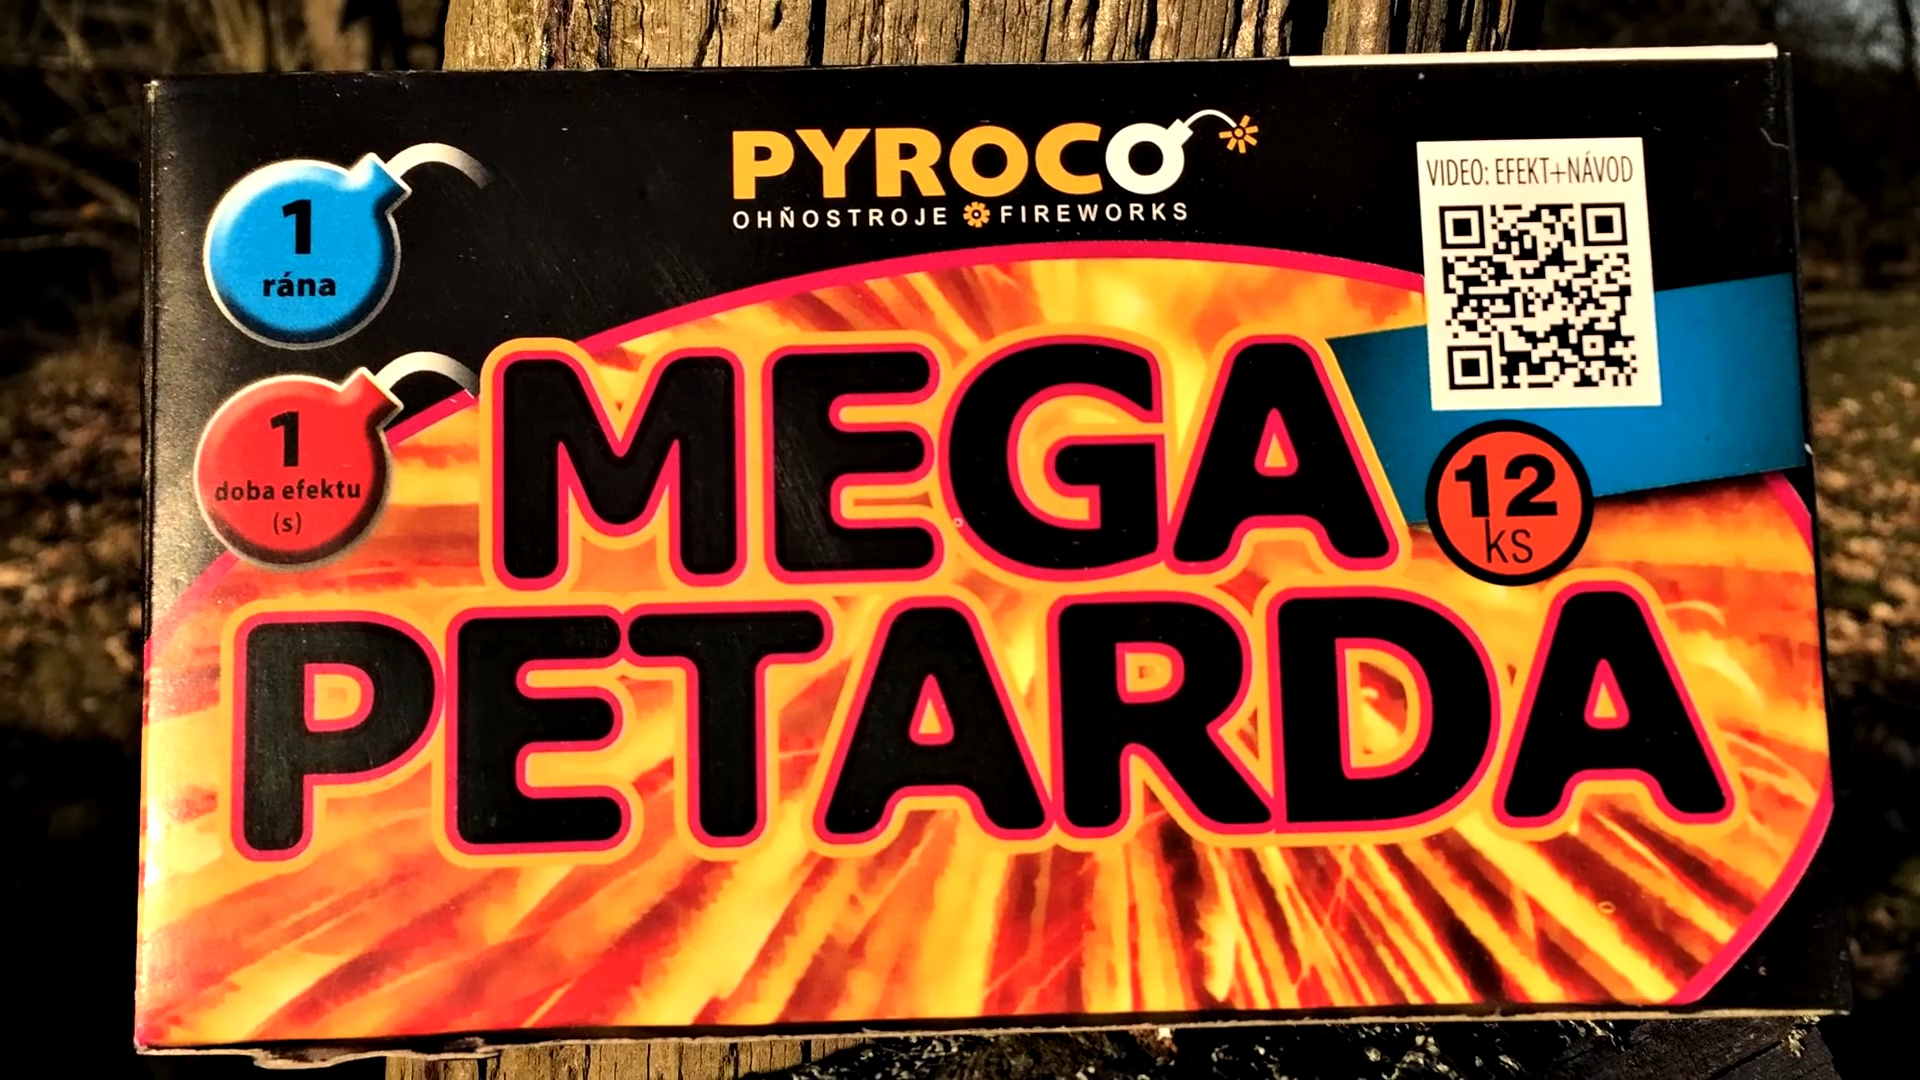 PYROCO
OHŇOSTROJE FIREWORKS
VIDEO: EFEKT+NÁVOD
1
rána
1
doba efektu
(s)
MEGA
12
ks
PETARDA